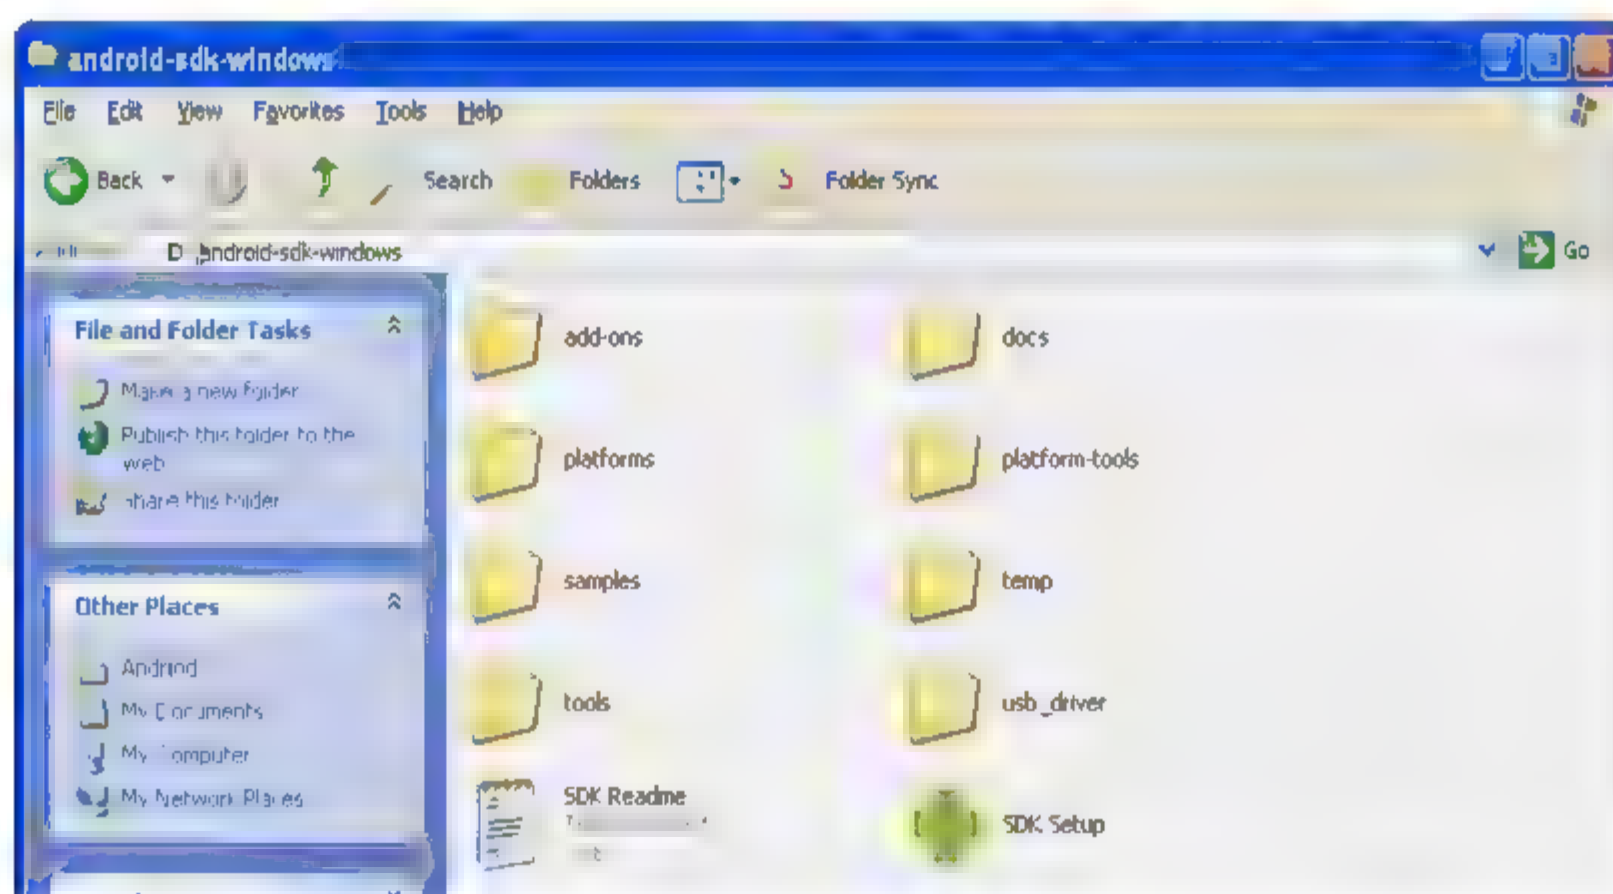 android-sdk-windows
File Edit View Favorites Tools Help
Back Search Folders Folder Sync
android-sdk-windows Go
File and Folder Tasks
Make a new folder
Publish this folder to the
web
Share this folder
Other Places
Andriod
My Documents
My Computer
My Network Places
add-ons docs
platforms platform-tools
samples temp
tools usb_driver
SDK Readme
SDK Setup